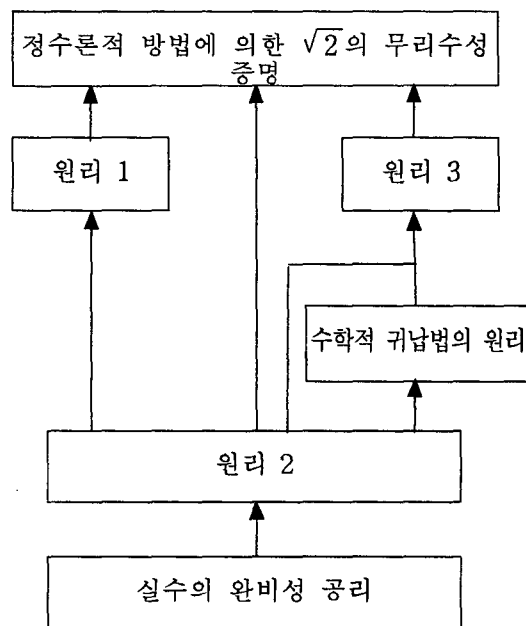 정수론적 방법에 의한 √2의 무리수성
증명
원리 1
원리 3
수학적 귀납법의 원리
원리 2
실수의 완비성 공리